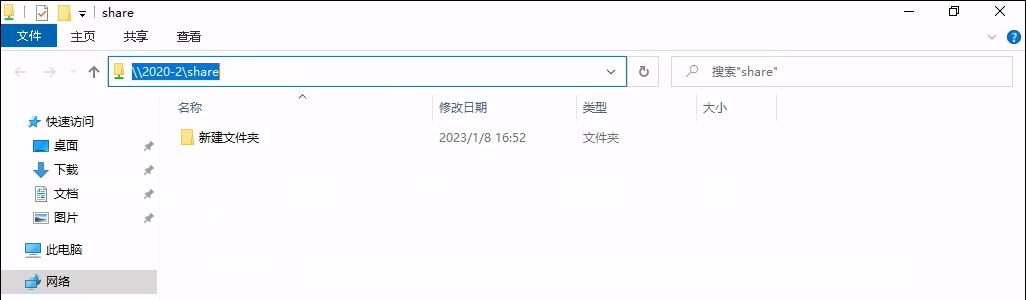 share
文件 主页 共享 查看
\\2020-2\share 搜索"share"
名称 修改日期 类型 大小
快速访问
新建文件夹 2023/1/8 16:52 文件夹
桌面
下载
文档
图片
此电脑
网络